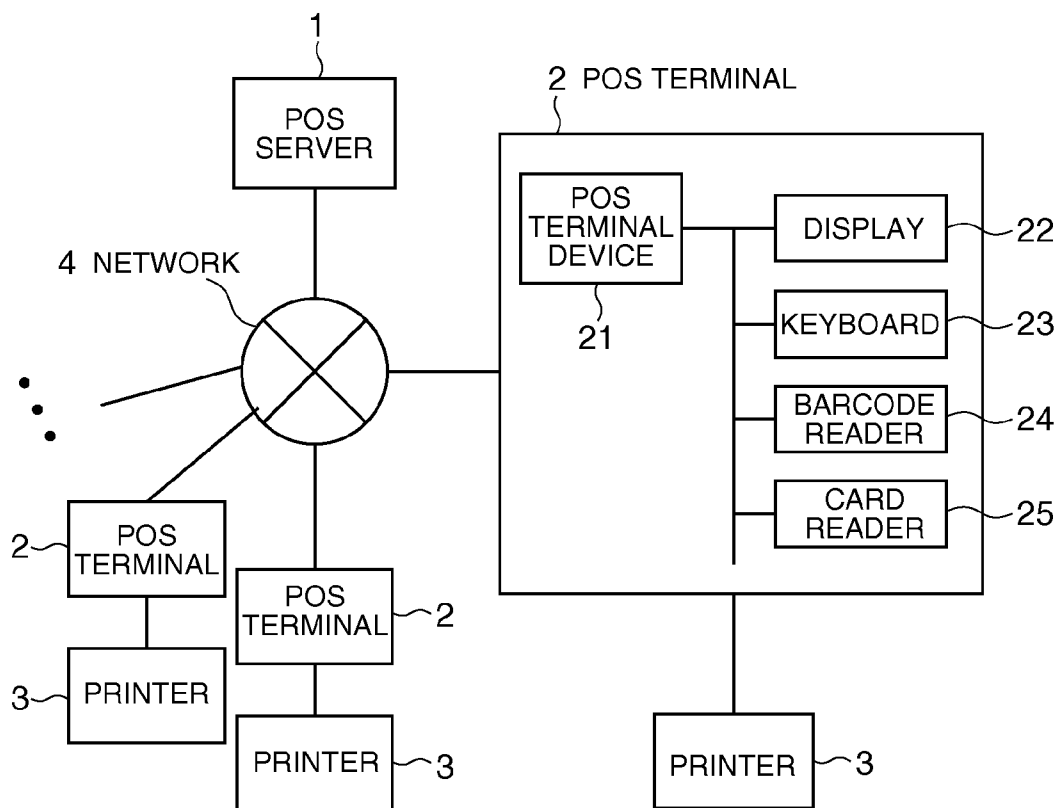 1
POS
SERVER
2 POS TERMINAL
POS
TERMINAL
DEVICE
21
DISPLAY
22
KEYBOARD
23
BARCODE
READER
24
CARD
READER
25
4 NETWORK
2
POS
TERMINAL
POS
TERMINAL
2
3
PRINTER
PRINTER
3
PRINTER
3